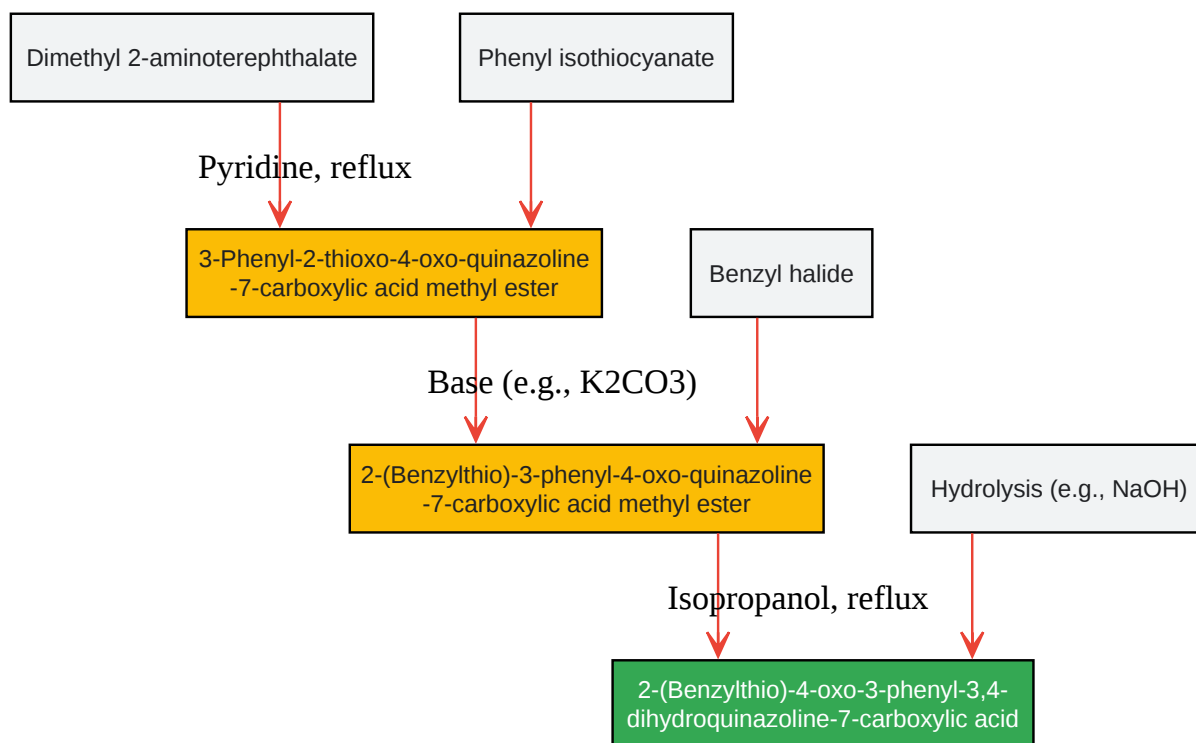 Dimethyl 2-aminoterephthalate
Phenyl isothiocyanate
Pyridine, reflux
3-Phenyl-2-thioxo-4-oxo-quinazoline
-7-carboxylic acid methyl ester
Benzyl halide
Base (e.g., K2CO3)
2-(Benzylthio)-3-phenyl-4-oxo-quinazoline
-7-carboxylic acid methyl ester
Hydrolysis (e.g., NaOH)
Isopropanol, reflux
2-(Benzylthio)-4-oxo-3-phenyl-3,4-
dihydroquinazoline-7-carboxylic acid